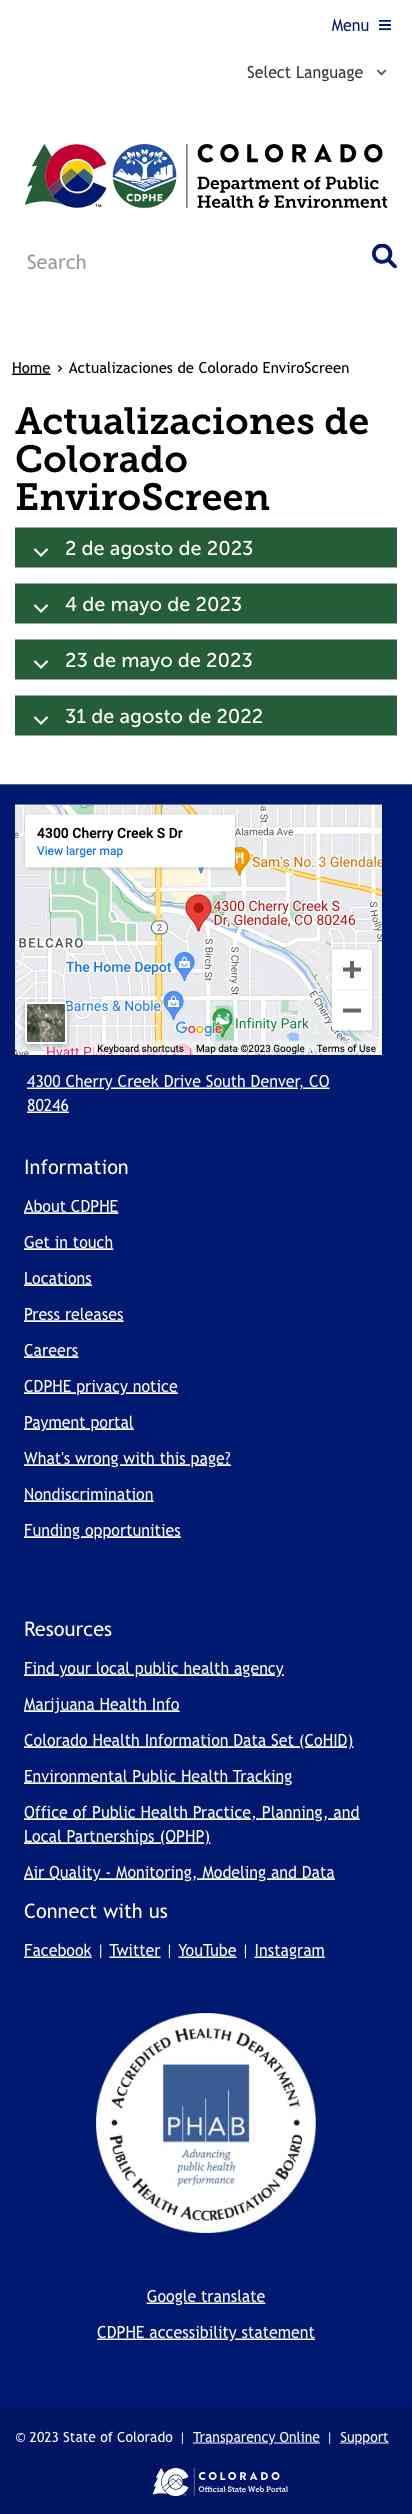 Menu
Select Language
COLORADO
Department of Public
Health & Environment
TM
CDPHE
Search
Home › Actualizaciones de Colorado EnviroScreen
Actualizaciones de
Colorado
EnviroScreen
2 de agosto de 2023
4 de mayo de 2023
23 de mayo de 2023
31 de agosto de 2022
4300 Cherry Creek S Dr
View larger map
Alameda Ave
Sam's No. 3 Glendale
4300 Cherry Creek S
Dr, Glendale, CO 80246
2
BELCARO
S Birch St
S Cherry St
S Holly St
The Home Depot
Barnes & Noble
E Cherry Cree
Google
Infinity Park
Hyatt P
Keyboard shortcuts Map data ©2023 Google Terms of Use
4300 Cherry Creek Drive South Denver, CO
80246
Information
About CDPHE
Get in touch
Locations
Press releases
Careers
CDPHE privacy notice
Payment portal
What's wrong with this page?
Nondiscrimination
Funding opportunities
Resources
Find your local public health agency
Marijuana Health Info
Colorado Health Information Data Set (CoHID)
Environmental Public Health Tracking
Office of Public Health Practice, Planning, and
Local Partnerships (OPHP)
Air Quality - Monitoring, Modeling and Data
Connect with us
Facebook | Twitter | YouTube | Instagram
ACCREDITED HEALTH DEPARTMENT
PHAB
Advancing
public health
performance
PUBLIC HEALTH ACCREDITATION BOARD
Google translate
CDPHE accessibility statement
© 2023 State of Colorado | Transparency Online | Support
COLORADO
Official State Web Portal